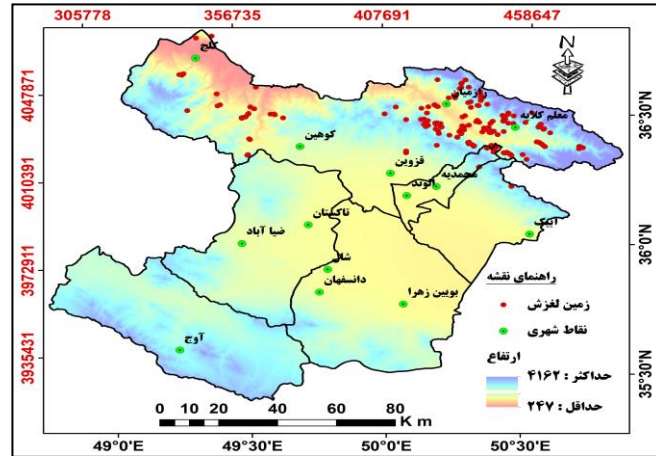 305778 356735 407691 458647
N
کلج
4047871
رازمیان
36°30'N
معلم کلایه
کوهین
قزوین
4010391
محمدیه
الوند
تاکستان
ضیا آباد
آبیک
36°0'N
3972911
شال
راهنمای نقشه
دانسفهان
بویین زهرا
زمین لغزش
نقاط شهری
3935431
آوج
ارتفاع
حداکثر : ۴۱۶۲
35°30'N
حداقل : ۲۴۷
0 10 20 40 60 80
K m
49°0'E 49°30'E 50°0'E 50°30'E